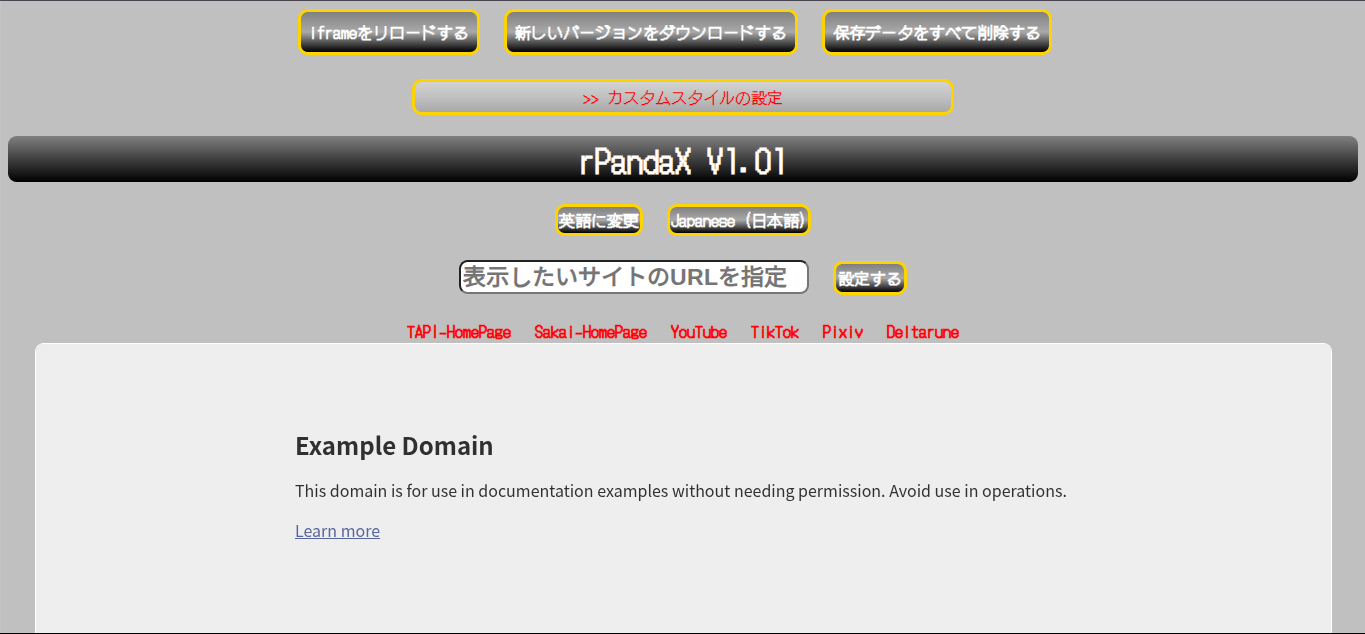 iframeをリロードする 新しいバージョンをダウンロードする 保存データをすべて削除する
>> カスタムスタイルの設定
rPandaX V1.01
英語に変更 Japanese (日本語)
表示したいサイトのURLを指定 設定する
TAPI-HomePage Sakai-HomePage YouTube TikTok Pixiv Deltarune
Example Domain
This domain is for use in documentation examples without needing permission. Avoid use in operations.
Learn more